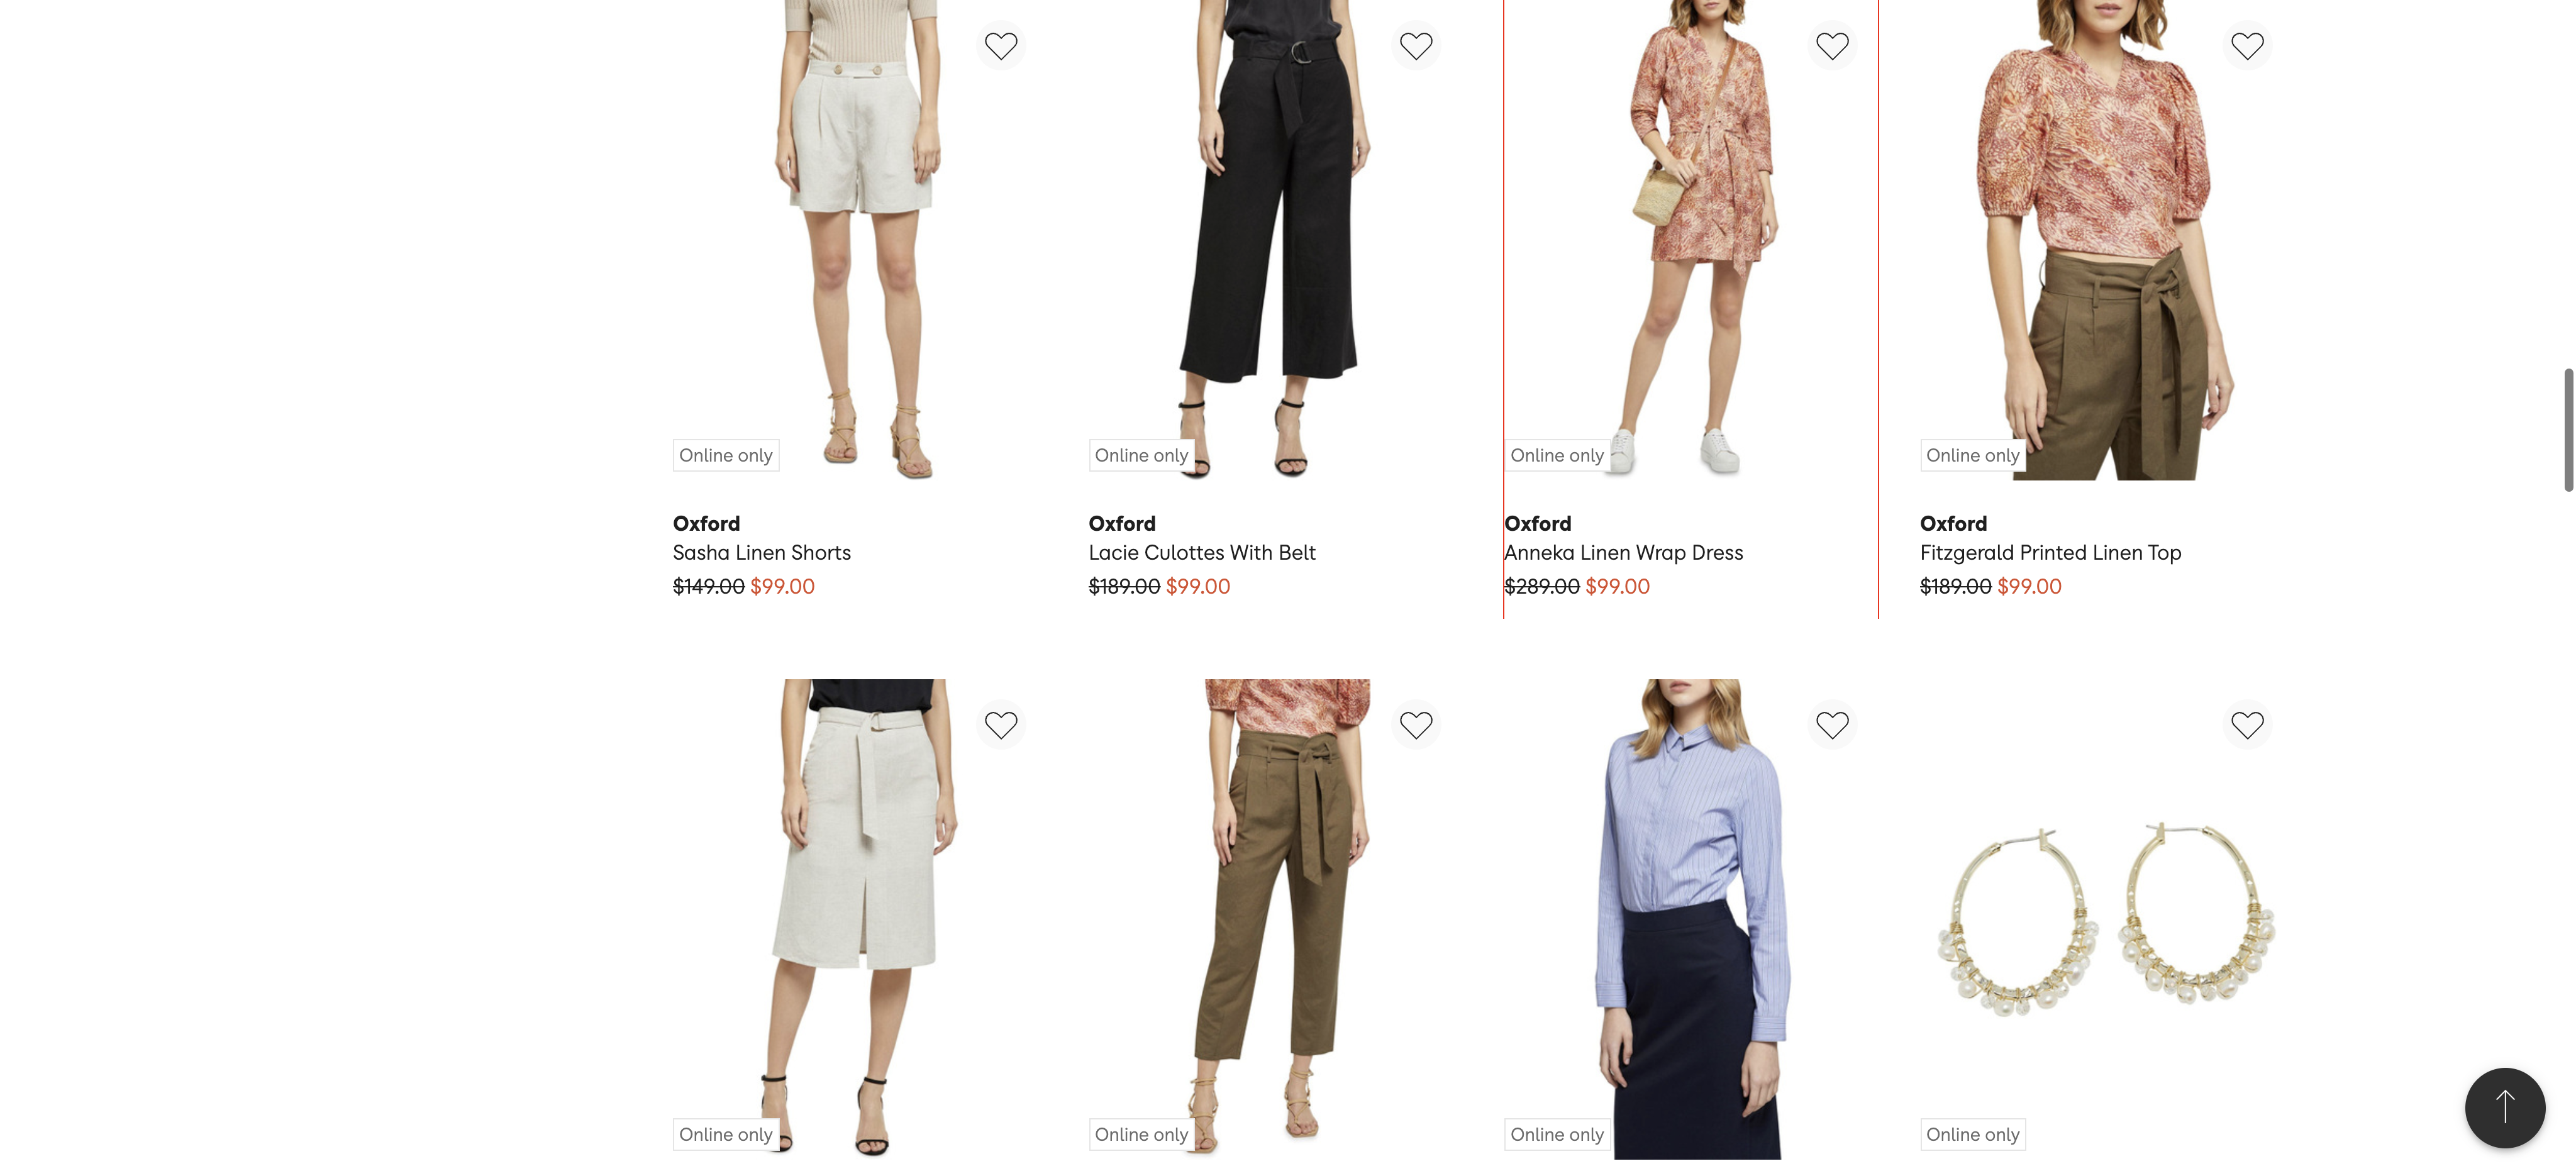 Online only
Online only
Online only
Online only
Oxford
Sasha Linen Shorts
$149.00 $99.00
Oxford
Lacie Culottes With Belt
$189.00 $99.00
Oxford
Anneka Linen Wrap Dress
$289.00 $99.00
Oxford
Fitzgerald Printed Linen Top
$189.00 $99.00
Online only
Online only
Online only
Online only